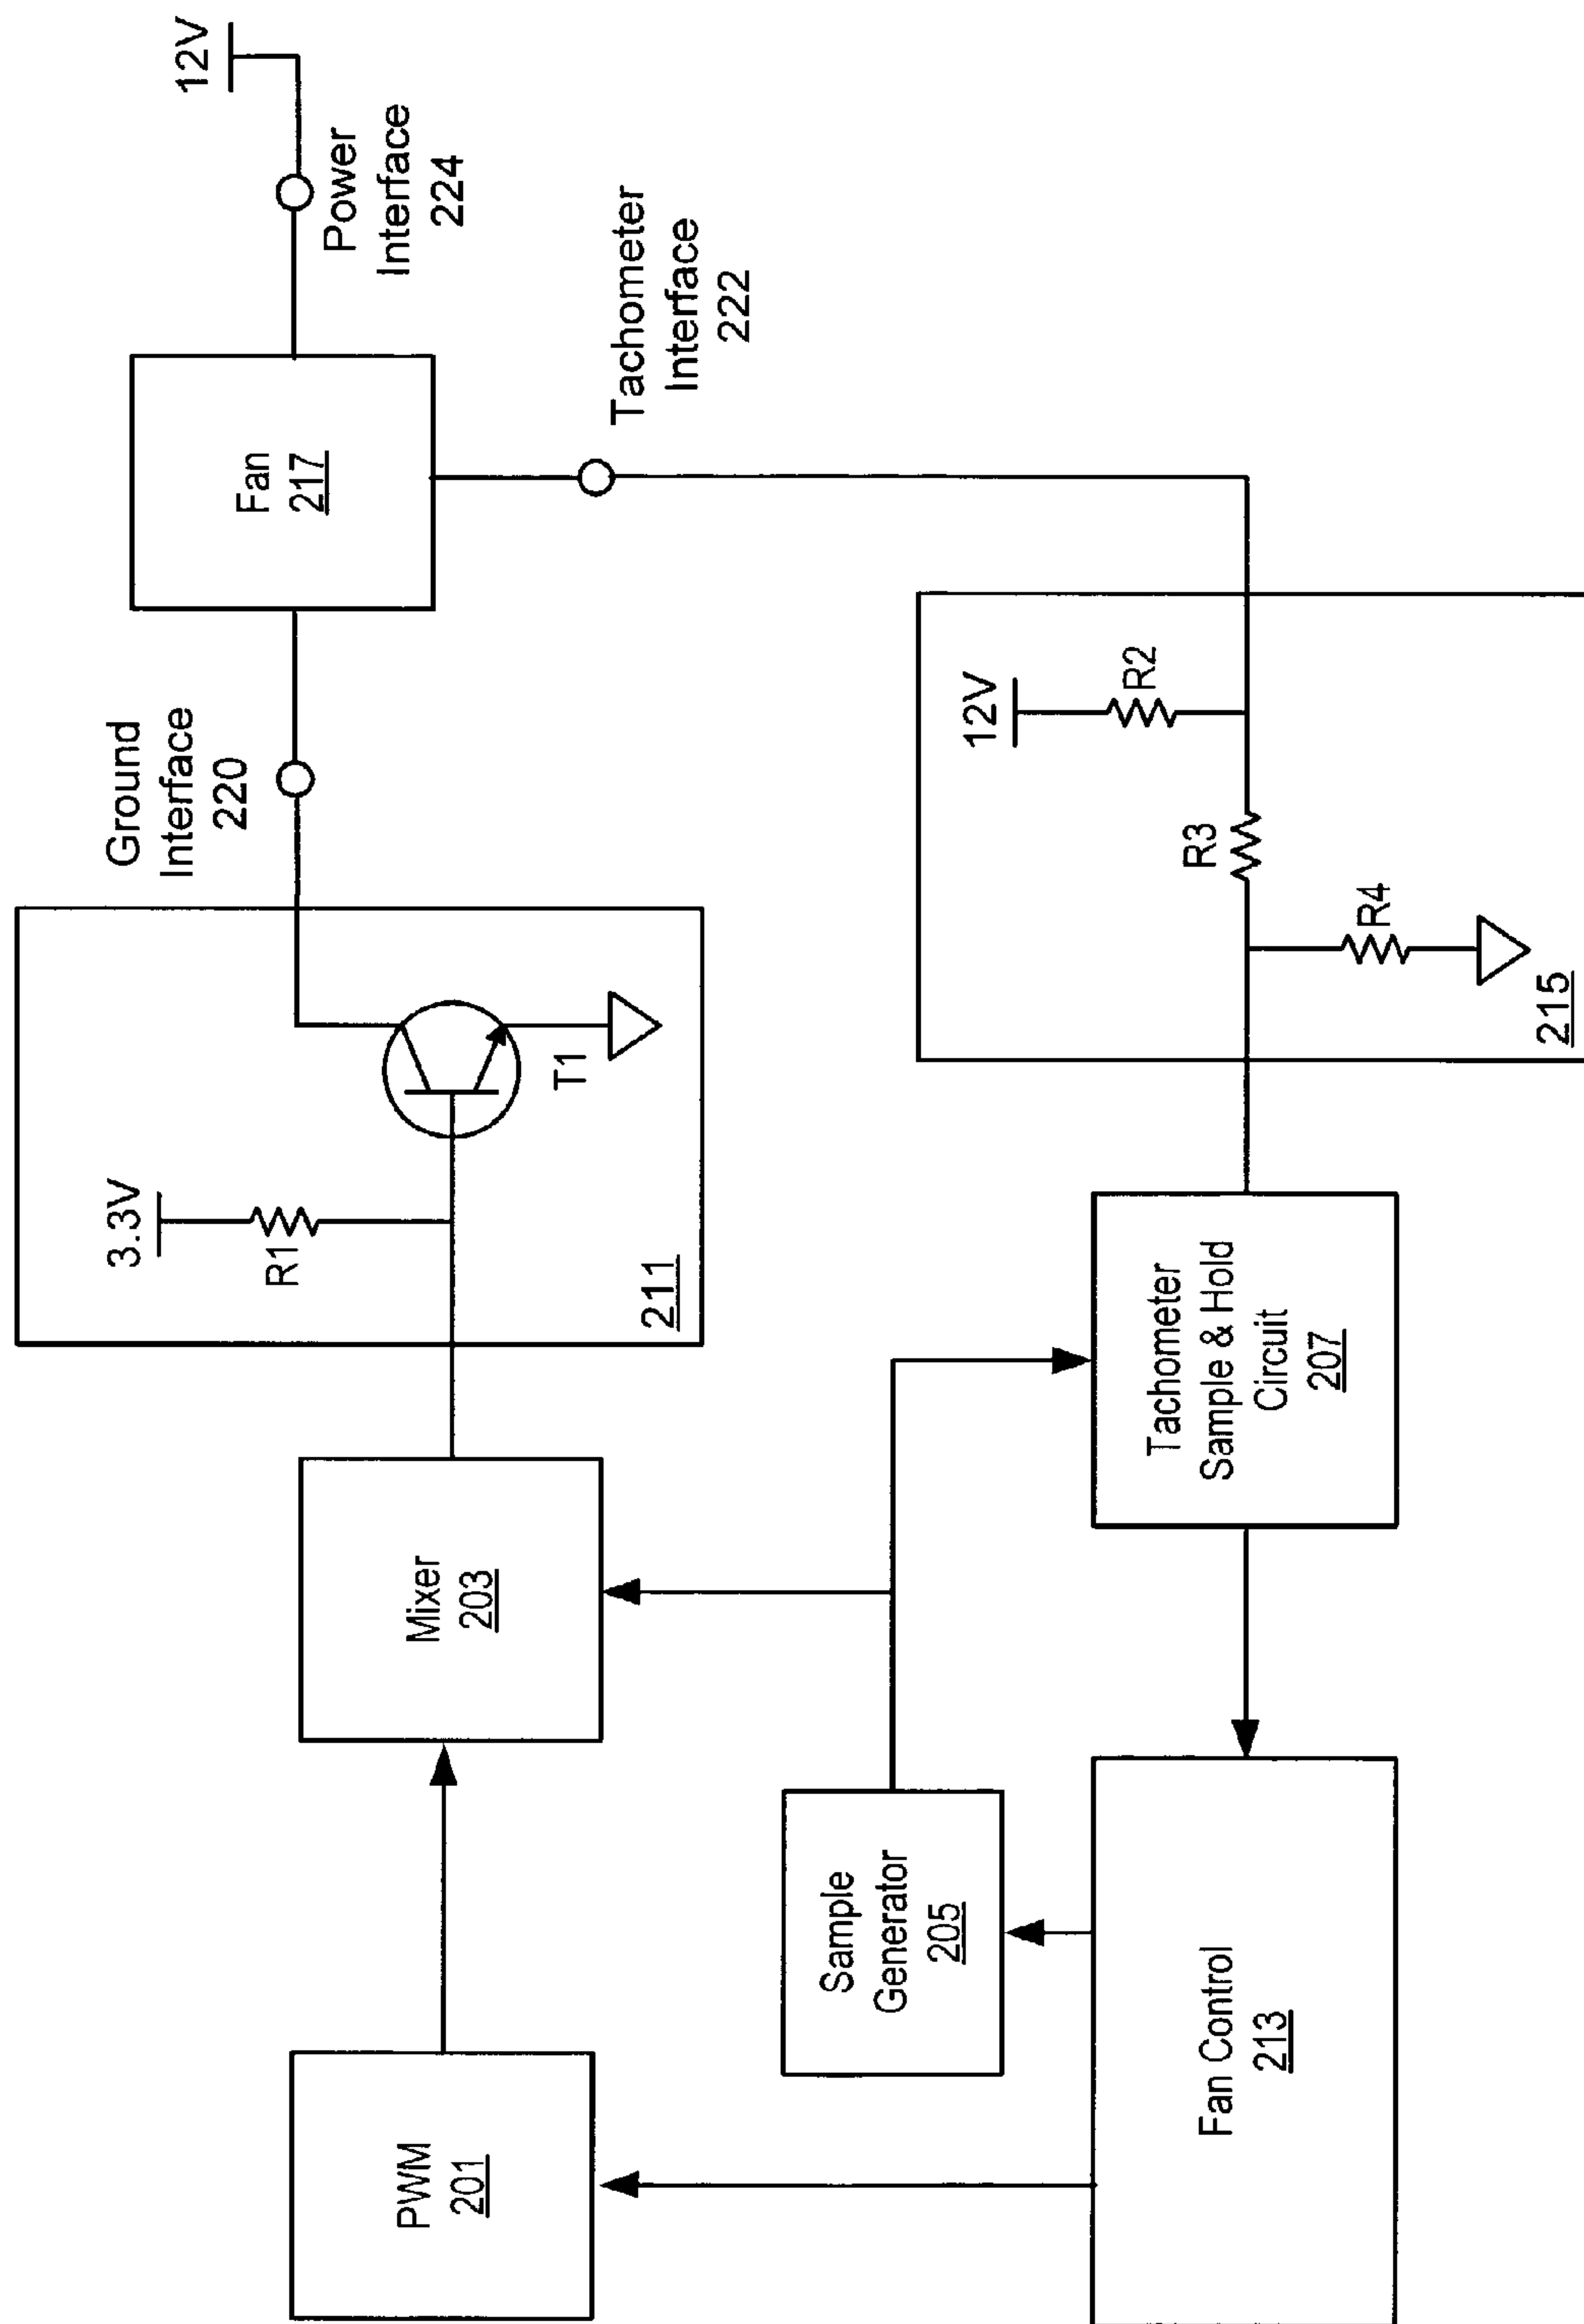 PWM
201
Mixer
203
3.3V
R1
T1
211
Ground
Interface
220
Fan
217
12V
Power
Interface
224
Tachometer
Interface
222
Sample
Generator
205
Fan Control
213
Tachometer
Sample & Hold
Circuit
207
12V
R2
R3
R4
215